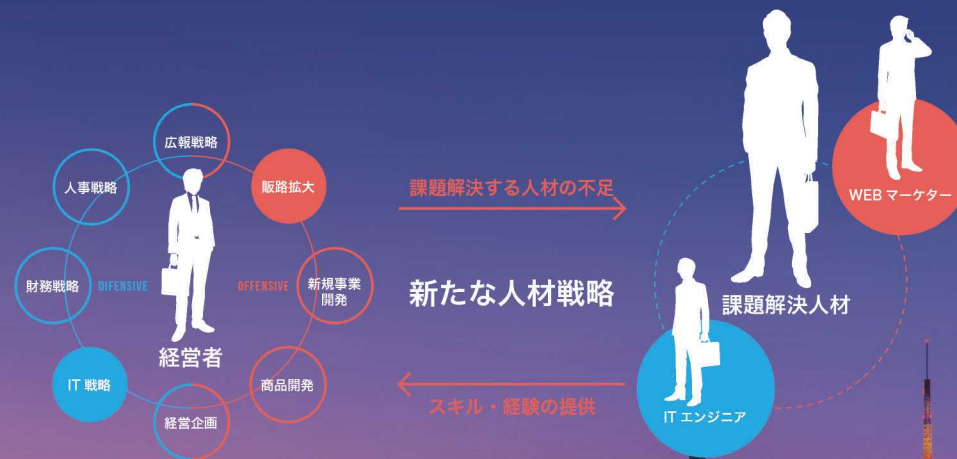 広報戦略
人事戦略
販路拡大
財務戦略
DIFENSIVE
OFFENSIVE
新規事業
開発
経営者
IT 戦略
商品開発
経営企画
課題解決する人材の不足
新たな人材戦略
スキル・経験の提供
WEB マーケター
課題解決人材
IT エンジニア